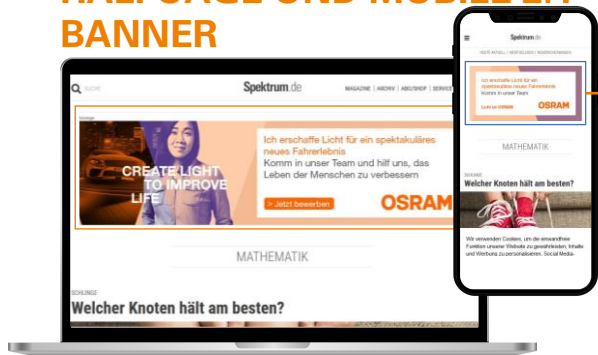 BANNER
SUCHE
Spektrum.de
MAGAZINE | ARCHIV | ABO/SHOP | SERVICE
Anzeige
CREATE LIGHT
TO IMPROVE
LIFE
Ich erschaffe Licht für ein spektakuläres
neues Fahrerlebnis
Komm in unser Team und hilf uns, das
Leben der Menschen zu verbessern
> Jetzt bewerben
OSRAM
MATHEMATIK
SCHLINGE
Welcher Knoten hält am besten?
Spektrum.de
Ich erschaffe Licht für ein
spektakuläres neues Fahrerlebnis
Komm in unser Team
OSRAM
MATHEMATIK
SCHLINGE
Welcher Knoten hält am besten?
Wir verwenden Cookies, um die einwandfreie
Funktion unserer Website zu gewährleisten, Inhalte
und Werbung zu personalisieren, Social Media-